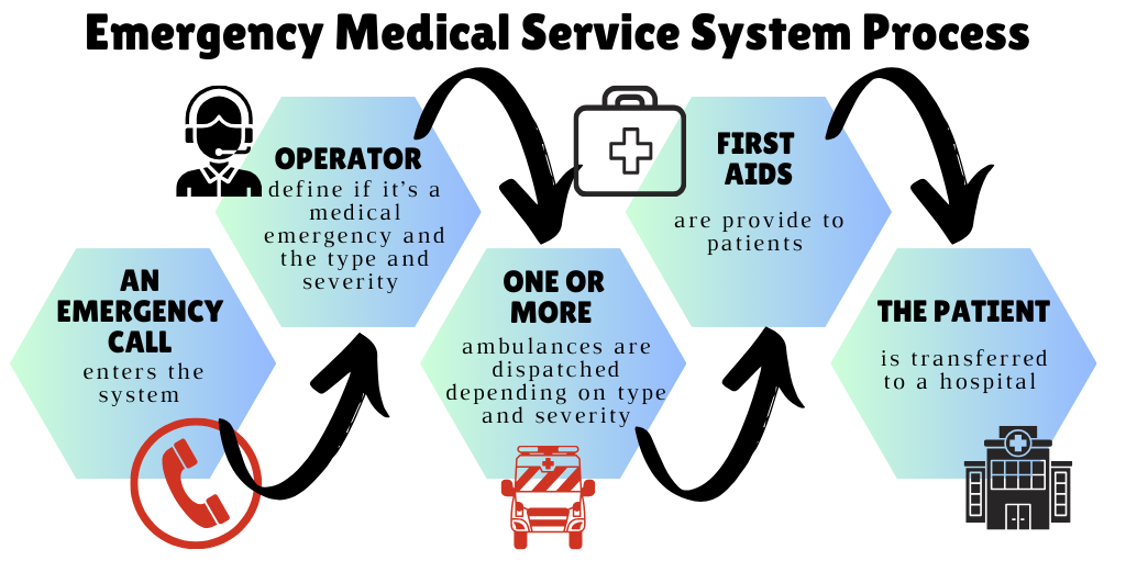 Emergency Medical Service System Process
AN
EMERGENCY
CALL
enters the
system
OPERATOR
define if it's a
medical
emergency and
the type and
severity
ONE OR
MORE
ambulances are
dispatched
depending on type
and severity
FIRST
AIDS
are provide to
patients
THE PATIENT
is transferred
to a hospital